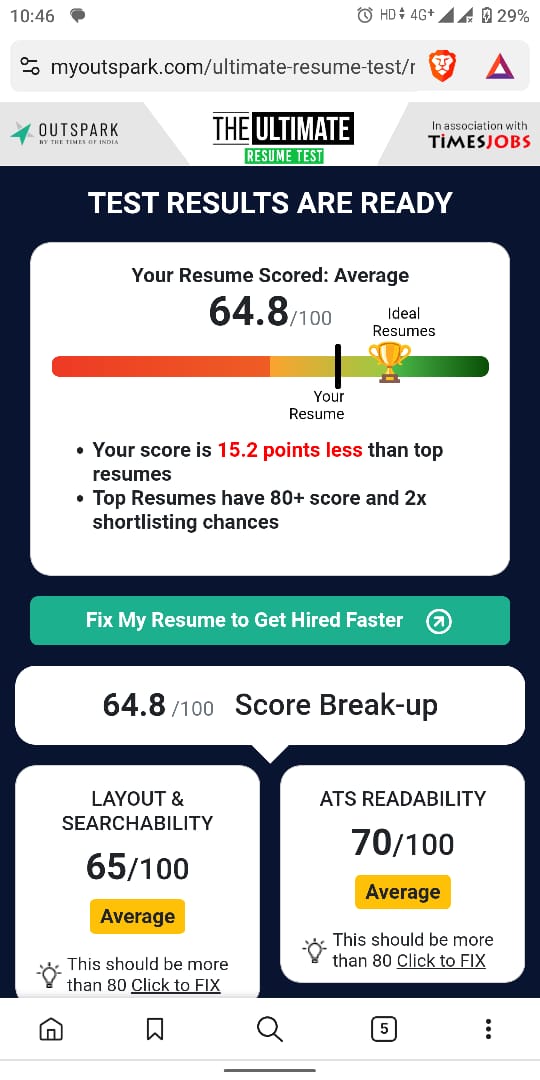 10:46
HD 4G+ 29%
myoutspark.com/ultimate-resume-test/r
OUTSPARK
BY THE TIMES OF INDIA
THE ULTIMATE
RESUME TEST
In association with
TIMESJOBS
TEST RESULTS ARE READY
Your Resume Scored: Average
64.8/100
Ideal
Resumes
Your
Resume
• Your score is 15.2 points less than top
resumes
• Top Resumes have 80+ score and 2x
shortlisting chances
Fix My Resume to Get Hired Faster
64.8 /100 Score Break-up
LAYOUT &
SEARCHABILITY
65/100
Average
This should be more
than 80 Click to FIX
ATS READABILITY
70/100
Average
This should be more
than 80 Click to FIX
5